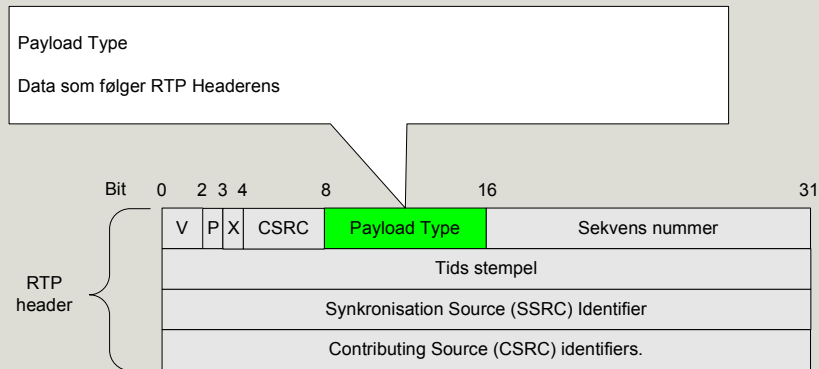 Payload Type
Data som følger RTP Headerens
Bit 0 2 3 4 8 16 31
V P X CSRC Payload Type Sekvens nummer
Tids stempel
RTP
header
Synkronisation Source (SSRC) Identifier
Contributing Source (CSRC) identifiers.